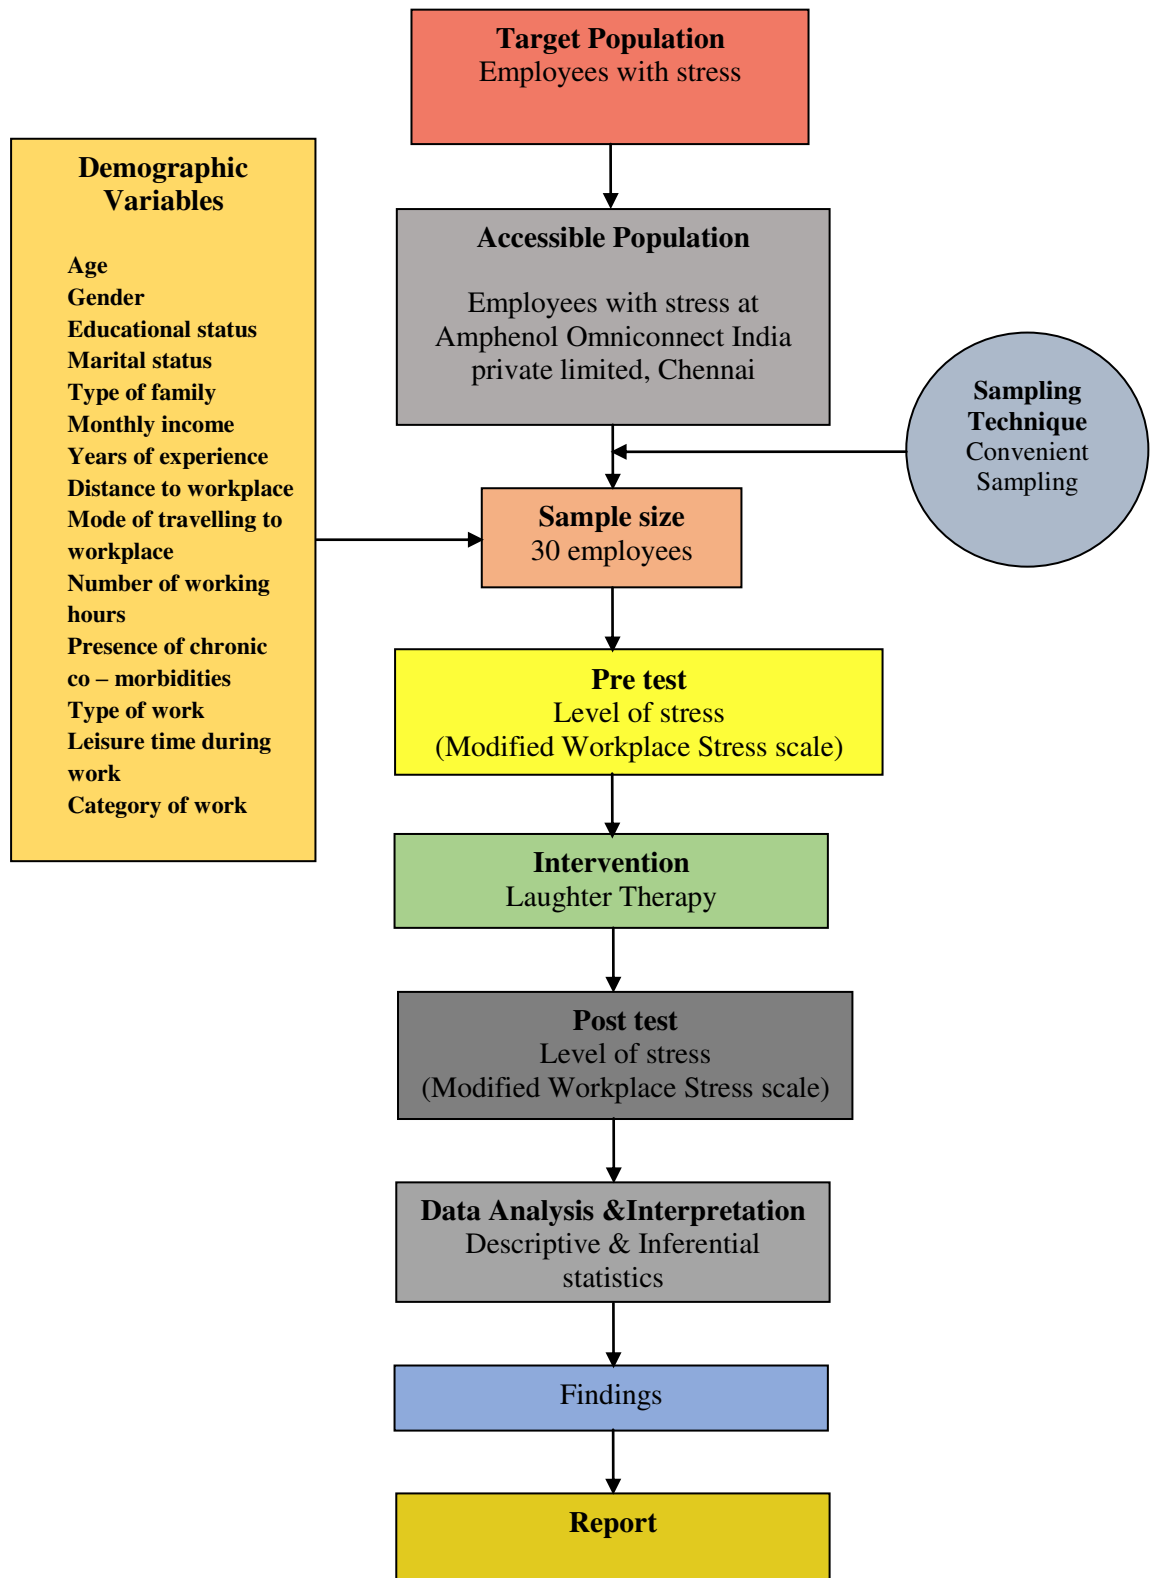 Target Population
Employees with stress
Demographic
Variables
Age
Gender
Educational status
Marital status
Type of family
Monthly income
Years of experience
Distance to workplace
Mode of travelling to
workplace
Number of working
hours
Presence of chronic
co – morbidities
Type of work
Leisure time during
work
Category of work
Accessible Population
Employees with stress at
Amphenol Omniconnect India
private limited, Chennai
Sampling
Technique
Convenient
Sampling
Sample size
30 employees
Pre test
Level of stress
(Modified Workplace Stress scale)
Intervention
Laughter Therapy
Post test
Level of stress
(Modified Workplace Stress scale)
Data Analysis &Interpretation
Descriptive & Inferential
statistics
Findings
Report